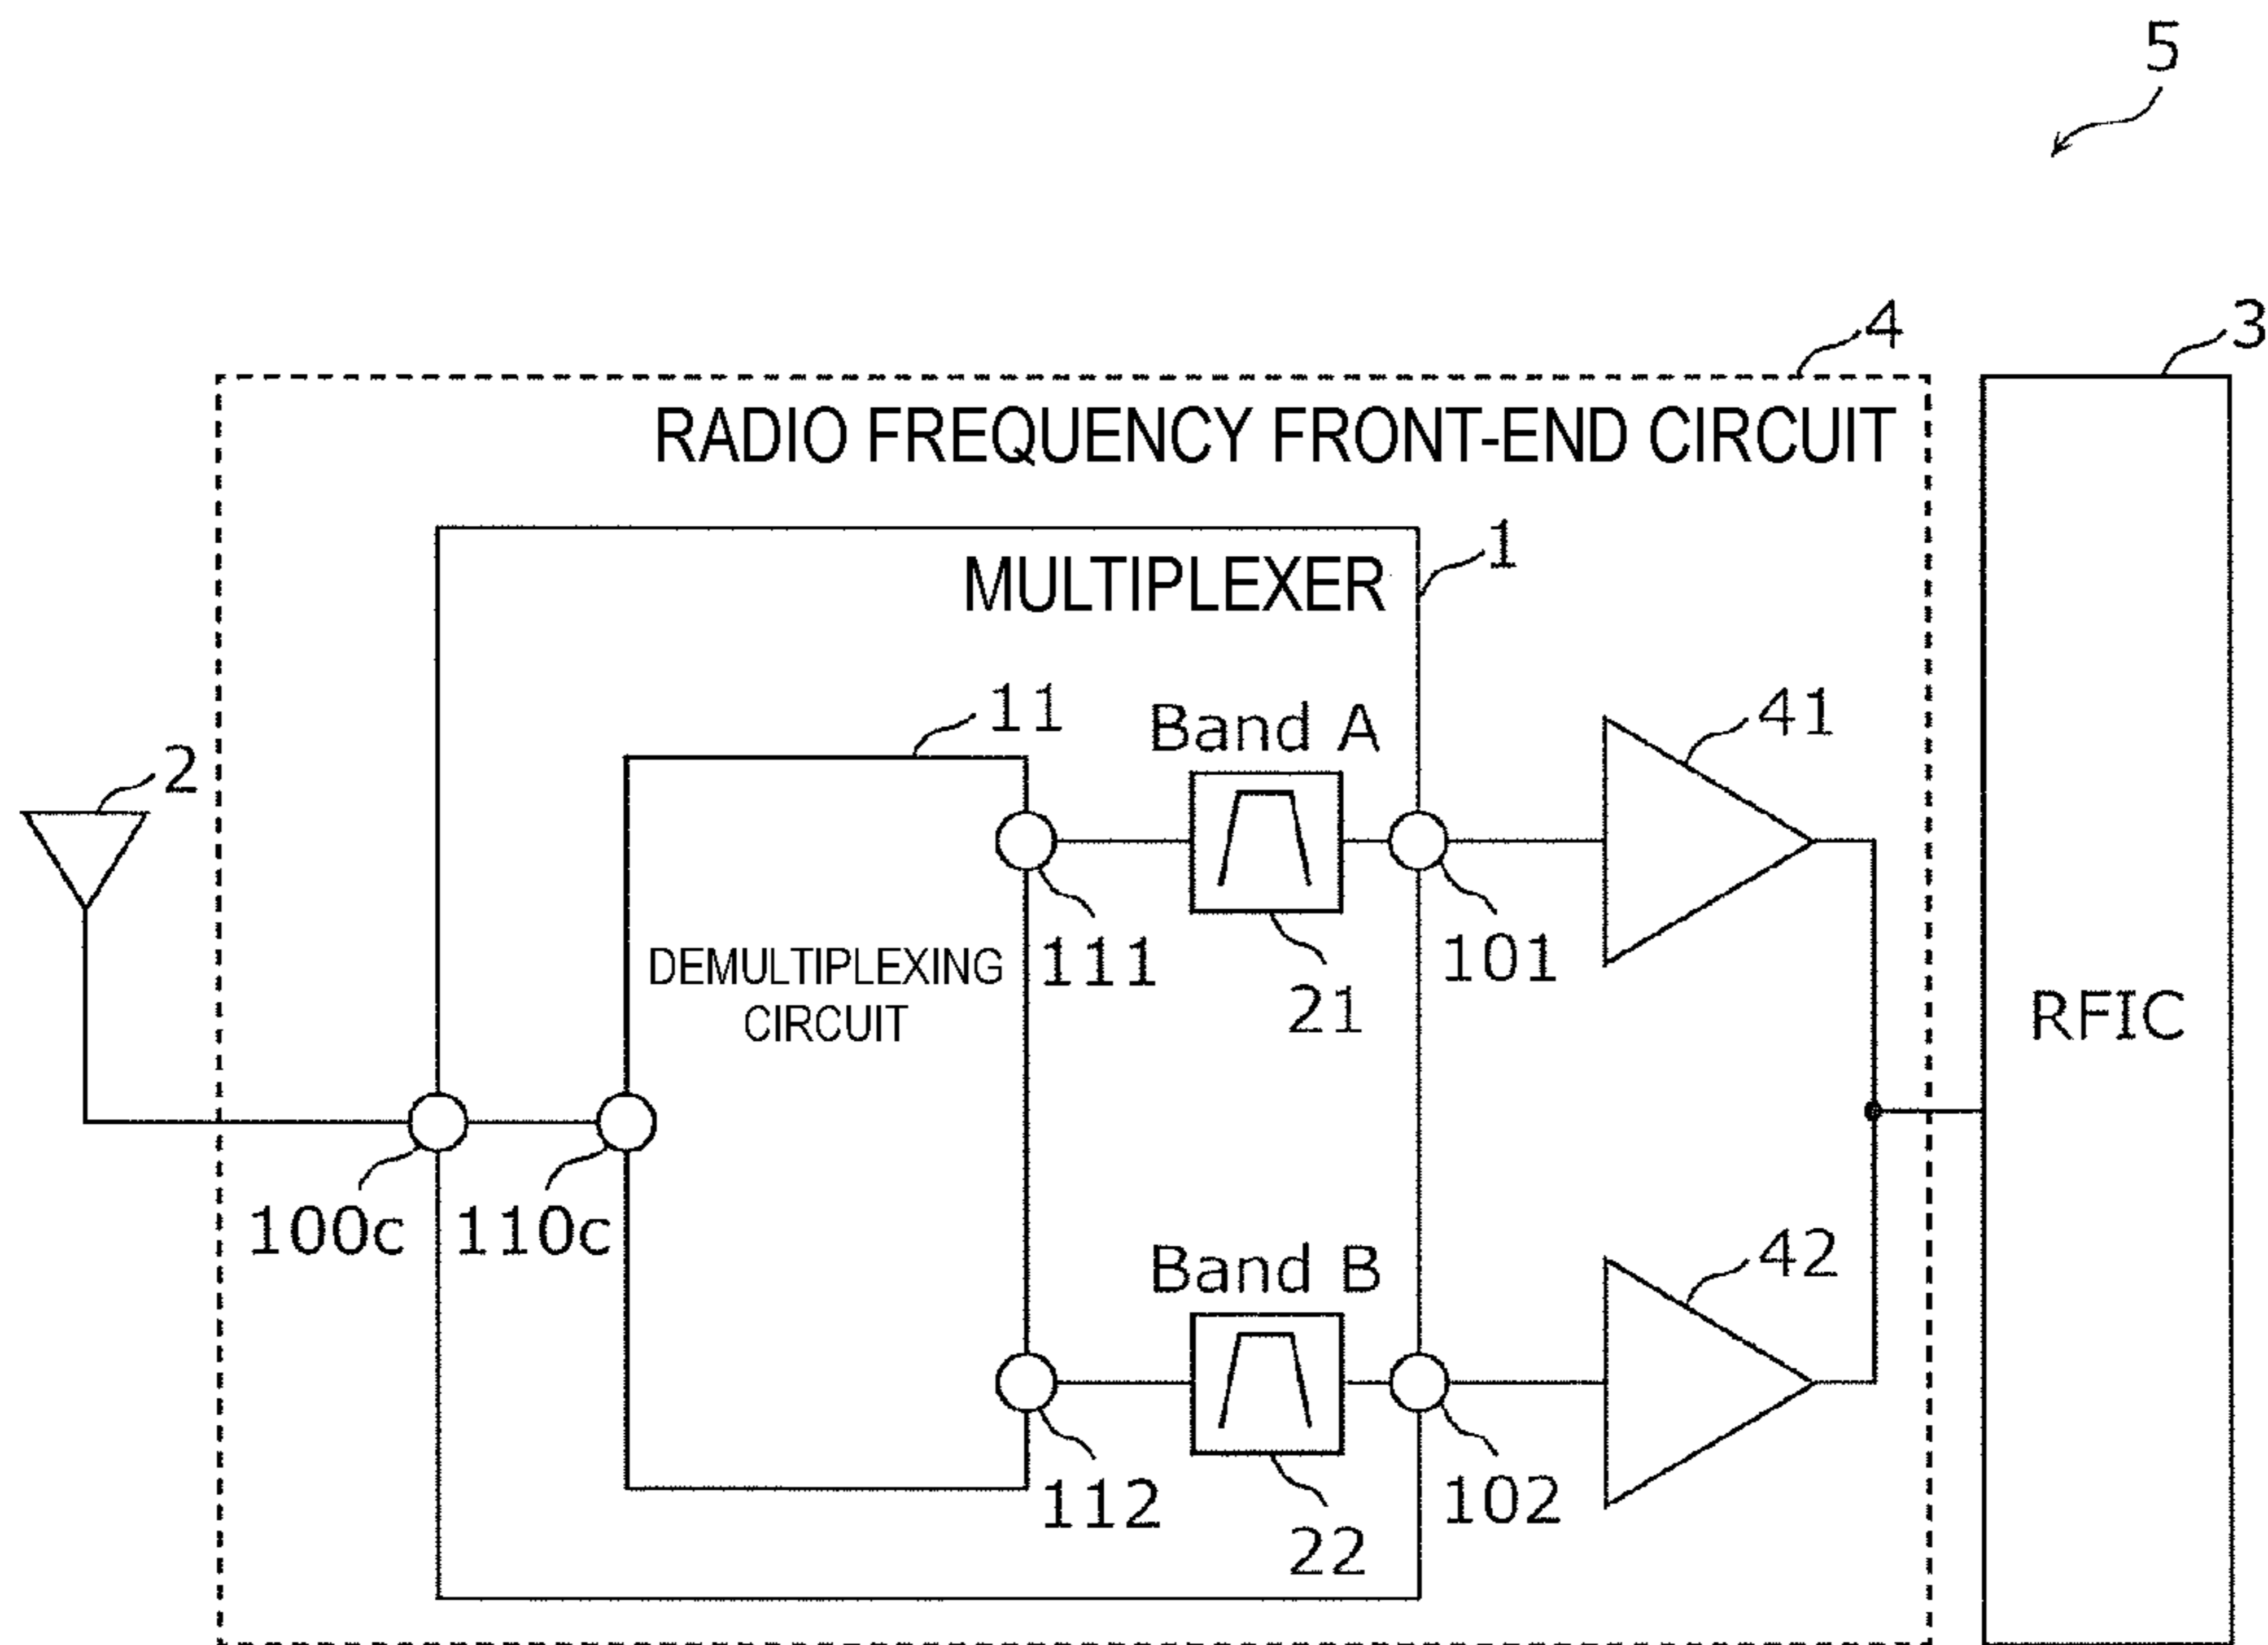 5
4
3
RADIO FREQUENCY FRONT-END CIRCUIT
1
MULTIPLEXER
11
Band A
41
2
DEMULTIPLEXING
CIRCUIT
111
21
101
RFIC
100c
110c
Band B
42
112
22
102